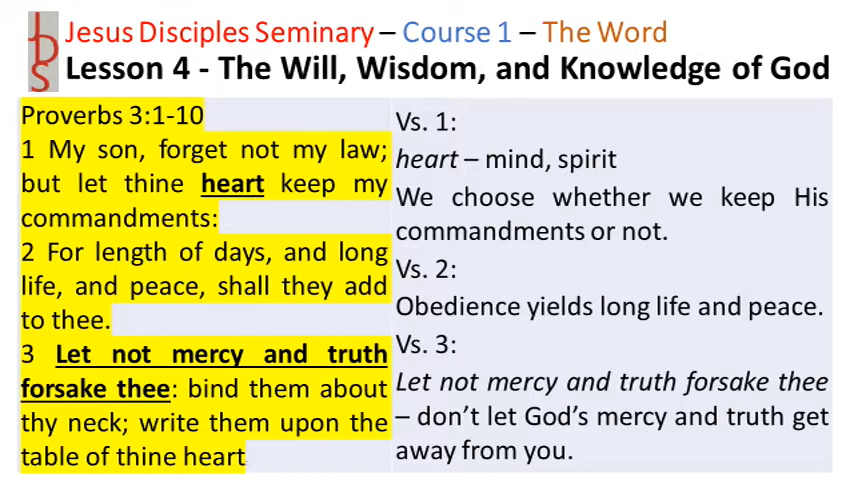 JDS
Jesus Disciples Seminary – Course 1 – The Word
Lesson 4 - The Will, Wisdom, and Knowledge of God
Proverbs 3:1-10
1 My son, forget not my law;
but let thine heart keep my
commandments:
2 For length of days, and long
life, and peace, shall they add
to thee.
3 Let not mercy and truth
forsake thee: bind them about
thy neck; write them upon the
table of thine heart
Vs. 1:
heart – mind, spirit
We choose whether we keep His
commandments or not.
Vs. 2:
Obedience yields long life and peace.
Vs. 3:
Let not mercy and truth forsake thee
– don’t let God’s mercy and truth get
away from you.